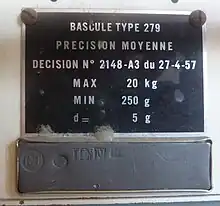 BASCULE TYPE 279
PRECISION MOYENNE
DECISION N° 2148-A3 du 27-4-57
MAX 20 kg
MIN 250 g
d= 5 g